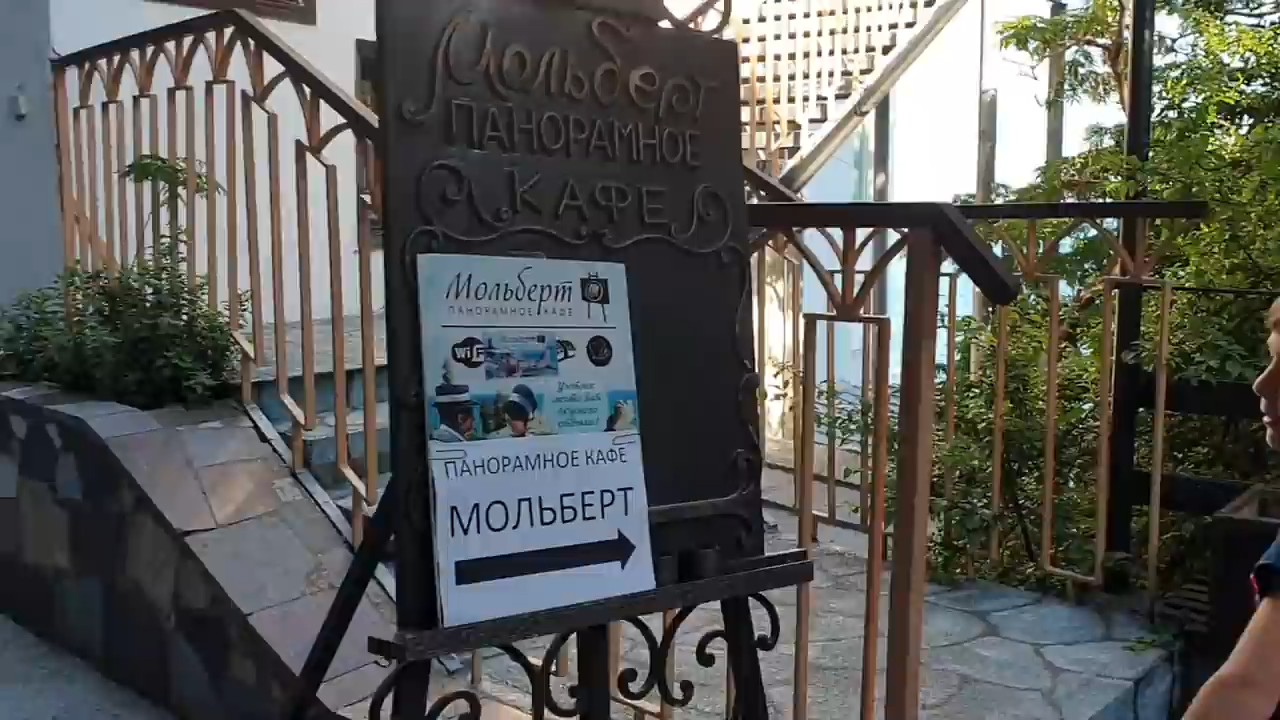 Мольберт
ПАНОРАМНОЕ
КАФЕ
Мольберт
ПАНОРАМНОЕ КАФЕ
WiFi
ПАНОРАМНОЕ КАФЕ
МОЛЬБЕРТ